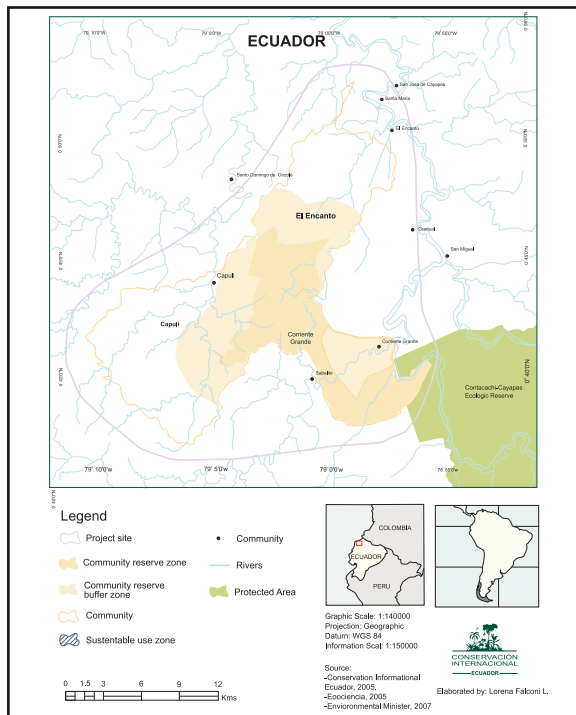 79° 10'0"W
79° 5'0"W
79° 0'0"W
78° 55'0"W
ECUADOR
San Jose de Cayapas
Santa Maria
El Encanto
Santo Domingo de Onzole
El Encanto
San Miguel
Capuli
Capuli
Corriente
Grande
Corriente Grande
Contacachi-Cayapas
Ecologic Reserve
79° 10'0"W
79° 5'0"W
79° 0'0"W
78° 55'0"W
Legend
Project site
Community reserve zone
Community reserve
buffer zone
Community
Sustentable use zone
Community
Rivers
Protected Area
0 1.5 3 6 9 12
Kms
COLOMBÍA
ECUADOR
PERU
Graphic Scale: 1:140000
Projection: Geographic
Datum: WGS 84
Information Scal: 1:150000
Source:
-Conservation Informational
Ecuador, 2005,
-Eoociencia, 2005
-Envioronmental Minister, 2007
CONSERVACIÓN
INTERNACIONAL
ECUADOR
Elaborated by: Lorena Falconi L.